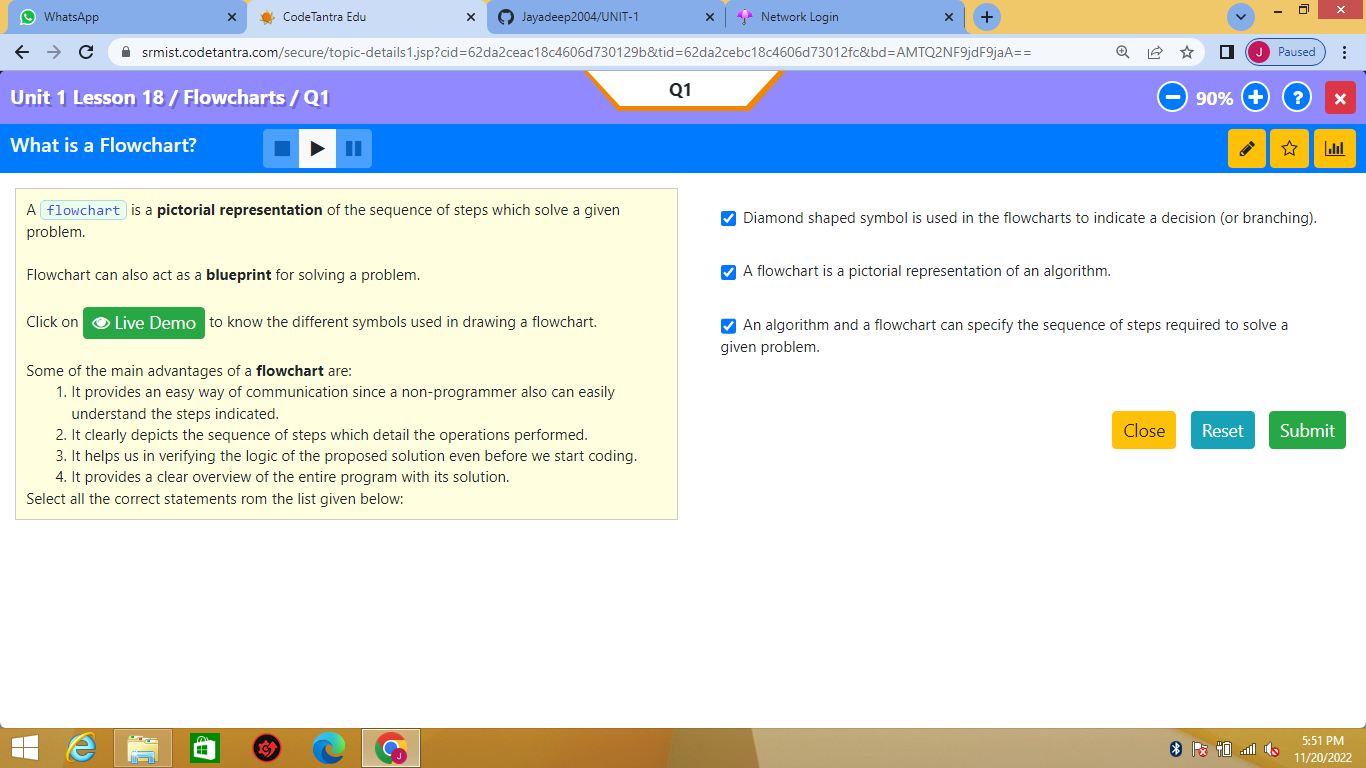 WhatsApp
CodeTantra Edu
Jayadeep2004/UNIT-1
Network Login
srmist.codetantra.com/secure/topic-details1.jsp?cid=62da2ceac18c4606d730129b&tid=62da2cebc18c4606d73012fc&bd=AMTQ2NF9jdF9jaA==
J Paused
Unit 1 Lesson 18 / Flowcharts / Q1
Q1
90%
?
What is a Flowchart?
A flowchart is a pictorial representation of the sequence of steps which solve a given
problem.
Flowchart can also act as a blueprint for solving a problem.
Click on Live Demo to know the different symbols used in drawing a flowchart.
Some of the main advantages of a flowchart are:
1. It provides an easy way of communication since a non-programmer also can easily
understand the steps indicated.
2. It clearly depicts the sequence of steps which detail the operations performed.
3. It helps us in verifying the logic of the proposed solution even before we start coding.
4. It provides a clear overview of the entire program with its solution.
Select all the correct statements rom the list given below:
Diamond shaped symbol is used in the flowcharts to indicate a decision (or branching).
A flowchart is a pictorial representation of an algorithm.
An algorithm and a flowchart can specify the sequence of steps required to solve a
given problem.
Close
Reset
Submit
J
5:51 PM
11/20/2022